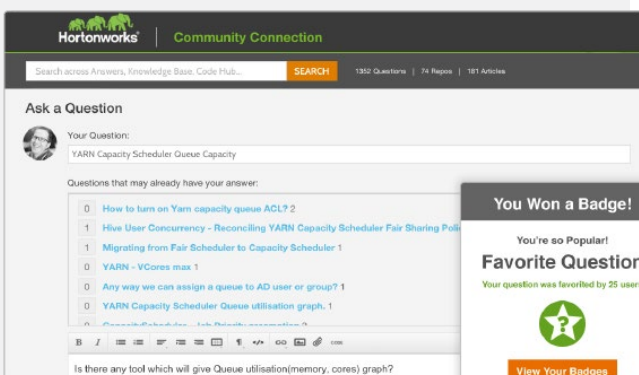 Hortonworks
Community Connection
Search across Answers, Knowledge Base, Code Hub...
SEARCH
1352 Questions | 74 Repos | 181 Articles
Ask a Question
Your Question:
YARN Capacity Scheduler Queue Capacity
Questions that may already have your answer:
0 How to turn on Yarn capacity queue ACL? 2
1 Hive User Concurrency - Reconciling YARN Capacity Scheduler Fair Sharing Poli
1 Migrating from Fair Scheduler to Capacity Scheduler 1
0 YARN - VCores max 1
0 Any way we can assign a queue to AD user or group? 1
0 YARN Capacity Scheduler Queue utilisation graph. 1
B I
Is there any tool which will give Queue utilisation(memory, cores) graph?
You Won a Badge!
You're so Popular!
Favorite Question
Your question was favorited by 25 user
View Your Badges